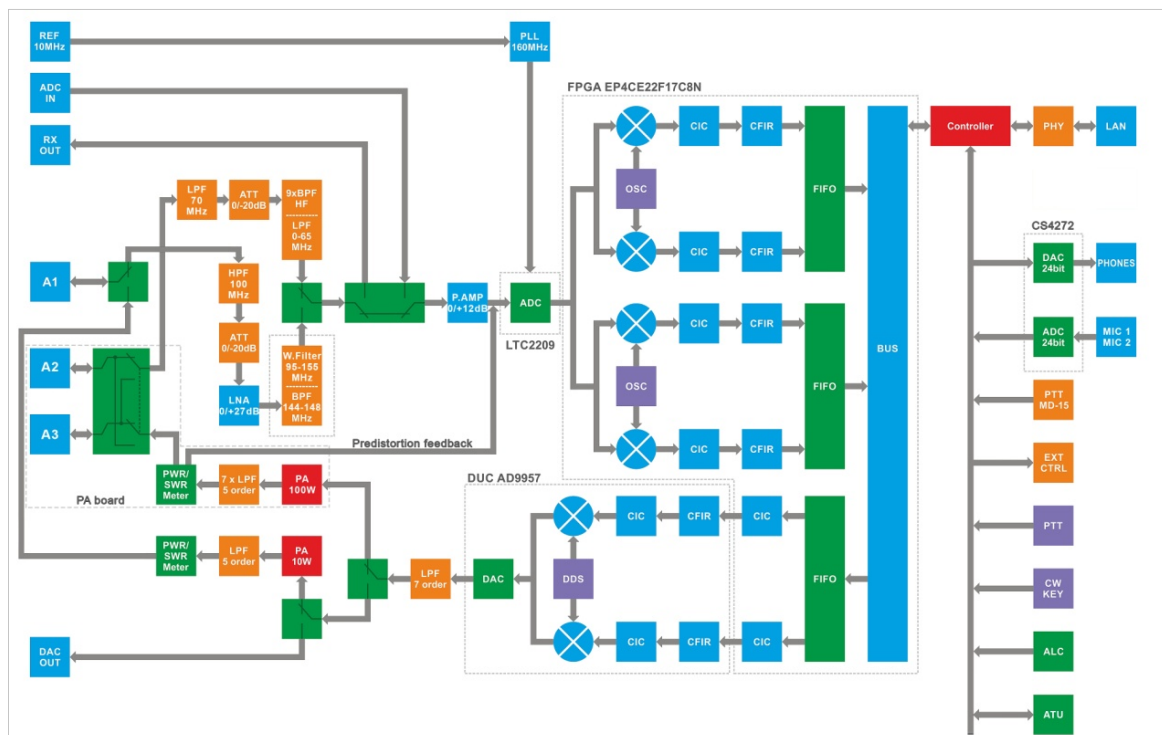 REF
10MHz
PLL
160MHz
ADC
IN
RX
OUT
FPGA EP4CE22F17C8N
CIC
CFIR
OSC
FIFO
CIC
CFIR
BUS
Controller
PHY
LAN
LPF
70
MHz
ATT
0/-20dB
9xBPF
HF
LPF
0-65
MHz
A1
HPF
100
MHz
ATT
0/-20dB
LNA
0/+27dB
W.Filter
95-155
MHz
BPF
144-148
MHz
P.AMP
0/+12dB
ADC
LTC2209
CS4272
DAC
24bit
PHONES
ADC
24bit
MIC 1
MIC 2
A2
A3
CIC
CFIR
OSC
FIFO
CIC
CFIR
Predistortion feedback
PA board
PWR/
SWR
Meter
7 x LPF
5 order
PA
100W
PWR/
SWR
Meter
LPF
5 order
PA
10W
DAC
OUT
LPF
7 order
DUC AD9957
DAC
DDS
CIC
CFIR
CIC
FIFO
CIC
CFIR
CIC
PTT
MD-15
EXT
CTRL
PTT
CW
KEY
ALC
ATU